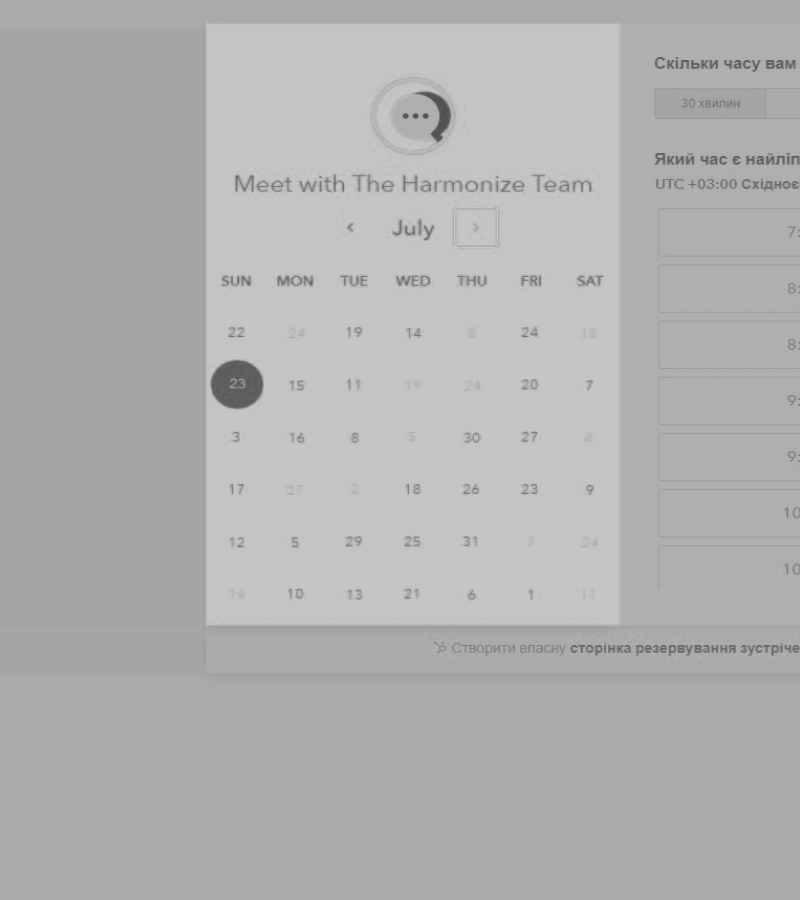 Meet with The Harmonize Team
July
SUN MON TUE WED THU FRI SAT
22 24 19 14 8 24 18
23 15 11 19 24 20 7
3 16 8 5 30 27 4
17 27 2 18 26 23 9
12 5 29 25 31 7 24
14 10 13 21 6 1 11
Скільки часу вам
30 хвилин
Який час є найліп
UTC +03:00 Східноє
7:
8:
8:
9:
9:
10
10
Створити власну сторінка резервування зустріче